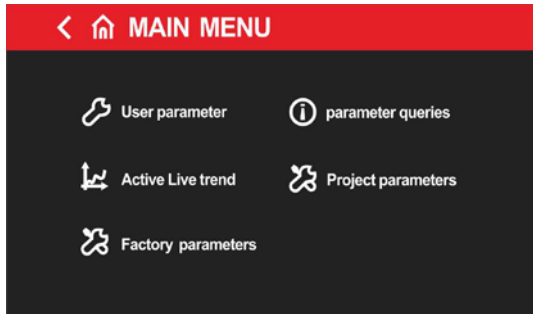 MAIN MENU
User parameter
parameter queries
Active Live trend
Project parameters
Factory parameters